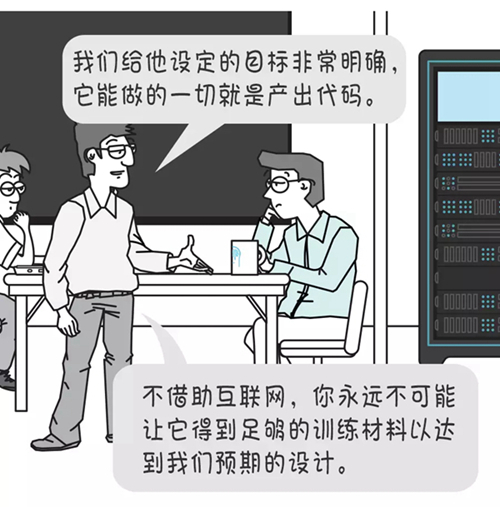 我们给他设定的目标非常明确，
它能做的一切就是产出代码。
不借助互联网，你永远不可能
让它得到足够的训练材料以达
到我们预期的设计。